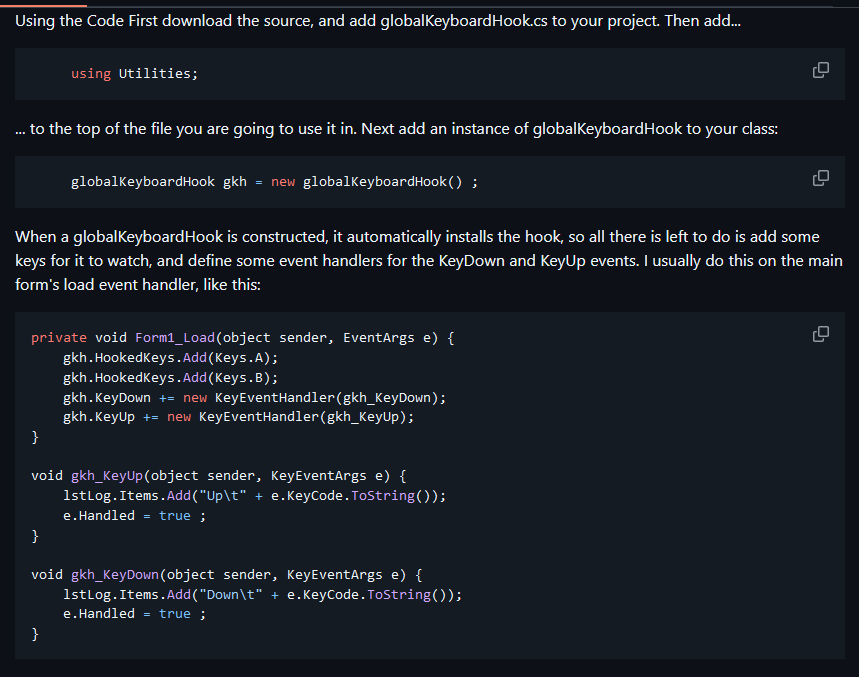 Using the Code First download the source, and add globalKeyboardHook.cs to your project. Then add...
using Utilities;
... to the top of the file you are going to use it in. Next add an instance of globalKeyboardHook to your class:
globalKeyboardHook gkh = new globalKeyboardHook() ;
When a globalKeyboardHook is constructed, it automatically installs the hook, so all there is left to do is add some
keys for it to watch, and define some event handlers for the KeyDown and KeyUp events. I usually do this on the main
form's load event handler, like this:
private void Form1_Load(object sender, EventArgs e) {
    gkh.HookedKeys.Add(Keys.A);
    gkh.HookedKeys.Add(Keys.B);
    gkh.KeyDown += new KeyEventHandler(gkh_KeyDown);
    gkh.KeyUp += new KeyEventHandler(gkh_KeyUp);
}
void gkh_KeyUp(object sender, KeyEventArgs e) {
    lstLog.Items.Add("Up\t" + e.KeyCode.ToString());
    e.Handled = true ;
}
void gkh_KeyDown(object sender, KeyEventArgs e) {
    lstLog.Items.Add("Down\t" + e.KeyCode.ToString());
    e.Handled = true ;
}